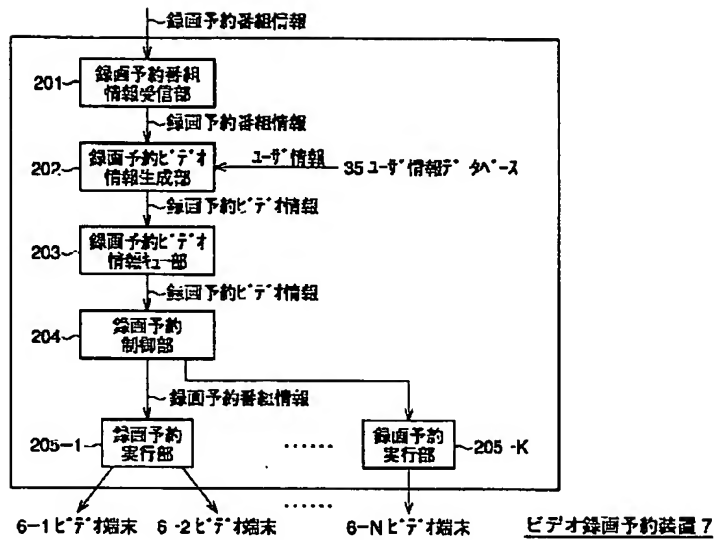 録画予約番組情報
201
録画予約番組
情報受信部
録画予約番組情報
202
録画予約ビデオ
情報生成部
ユーザ情報
35 ユーザ情報データベース
録画予約ビデオ情報
203
録画予約ビデオ
情報キュー部
録画予約ビデオ情報
204
録画予約
制御部
録画予約番組情報
205-1
録画予約
実行部
……
録画予約
実行部
205-K
6-1 ビデオ端末
6-2 ビデオ端末
……
6-N ビデオ端末
ビデオ録画予約装置 7